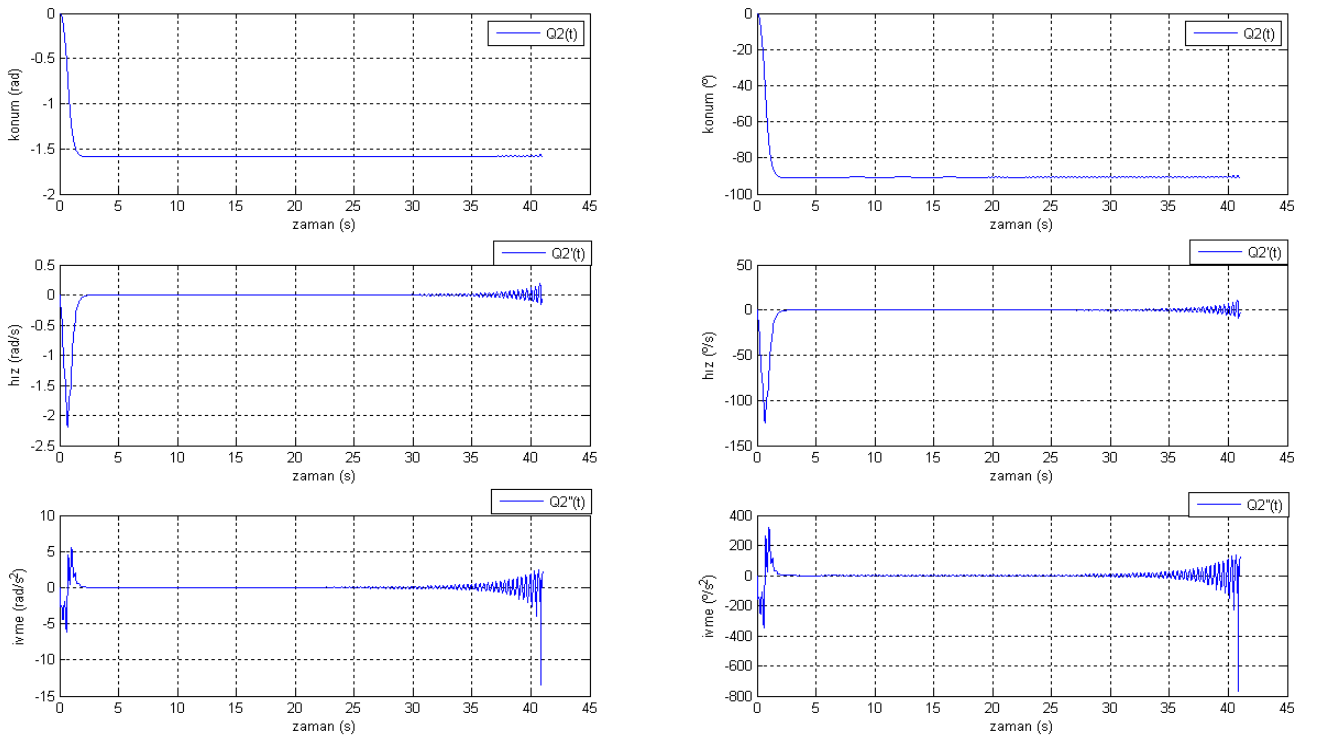 0
-0.5
-1
-1.5
-2
0 5 10 15 20 25 30 35 40 45
konum (rad)
zaman (s)
Q2(t)
0
-20
-40
-60
-80
-100
0 5 10 15 20 25 30 35 40 45
konum (º)
zaman (s)
Q2(t)
0.5
0
-0.5
-1
-1.5
-2
-2.5
0 5 10 15 20 25 30 35 40 45
hız (rad/s)
zaman (s)
Q2'(t)
50
0
-50
-100
-150
0 5 10 15 20 25 30 35 40 45
hız (º/s)
zaman (s)
Q2'(t)
10
5
0
-5
-10
-15
0 5 10 15 20 25 30 35 40 45
ivme (rad/s²)
zaman (s)
Q2''(t)
400
200
0
-200
-400
-600
-800
0 5 10 15 20 25 30 35 40 45
ivme (º/s²)
zaman (s)
Q2''(t)